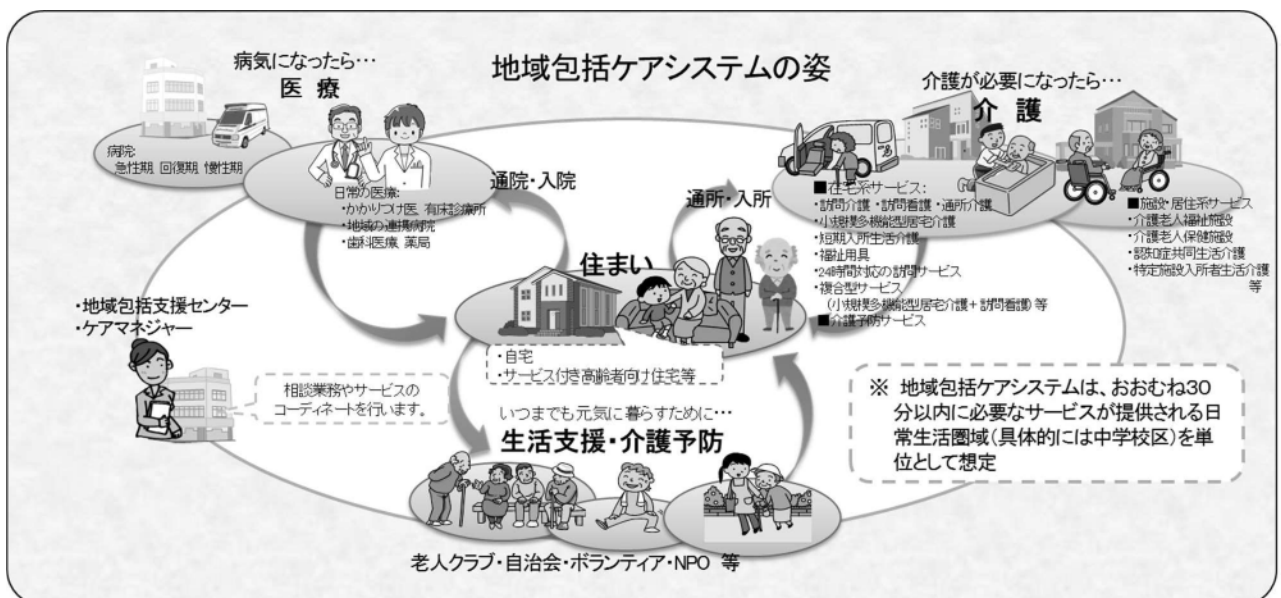 地域包括ケアシステムの姿
病気になったら…
医 療
病院:
急性期 回復期 慢性期
日常の医療:
・かかりつけ医、有床診療所
・地域の連携病院
・歯科医療、薬局
通院・入院
通所・入所
介護が必要になったら…
介 護
■在宅系サービス:
・訪問介護 ・訪問看護 ・通所介護
・小規模多機能型居宅介護
・短期入所生活介護
・福祉用具
・24時間対応の訪問サービス
・複合型サービス
(小規模多機能型居宅介護+訪問看護)等
■介護予防サービス
■施設・居住系サービス
・介護老人福祉施設
・介護老人保健施設
・認知症共同生活介護
・特定施設入所者生活介護
等
住まい
・自宅
・サービス付き高齢者向け住宅等
・地域包括支援センター
・ケアマネジャー
相談業務やサービスの
コーディネートを行います。
いつまでも元気に暮らすために…
生活支援・介護予防
老人クラブ・自治会・ボランティア・NPO 等
※ 地域包括ケアシステムは、おおむね30
分以内に必要なサービスが提供される日
常生活圏域(具体的には中学校区)を単
位として想定